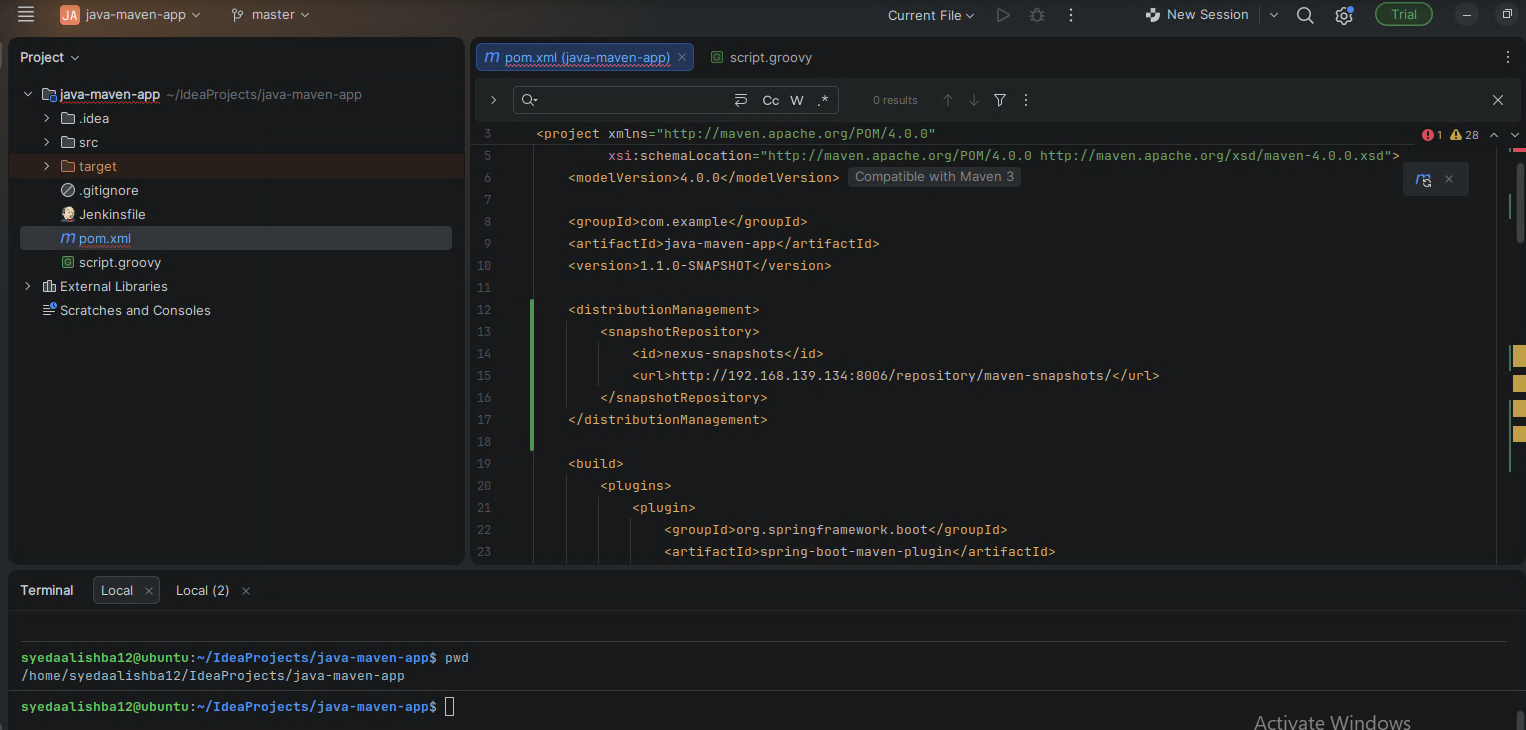 JA java-maven-app master Current File New Session Trial
Project
java-maven-app ~/IdeaProjects/java-maven-app
.idea
src
target
.gitignore
Jenkinsfile
m pom.xml
G script.groovy
External Libraries
Scratches and Consoles
m pom.xml (java-maven-app) G script.groovy
Cc W .* 0 results
1 28
3 <project xmlns="http://maven.apache.org/POM/4.0.0"
5 xsi:schemaLocation="http://maven.apache.org/POM/4.0.0 http://maven.apache.org/xsd/maven-4.0.0.xsd">
6 <modelVersion>4.0.0</modelVersion> Compatible with Maven 3
7
8 <groupId>com.example</groupId>
9 <artifactId>java-maven-app</artifactId>
10 <version>1.1.0-SNAPSHOT</version>
11
12 <distributionManagement>
13 <snapshotRepository>
14 <id>nexus-snapshots</id>
15 <url>http://192.168.139.134:8006/repository/maven-snapshots/</url>
16 </snapshotRepository>
17 </distributionManagement>
18
19 <build>
20 <plugins>
21 <plugin>
22 <groupId>org.springframework.boot</groupId>
23 <artifactId>spring-boot-maven-plugin</artifactId>
Terminal Local Local (2)
syedaalishba12@ubuntu:~/IdeaProjects/java-maven-app$ pwd
/home/syedaalishba12/IdeaProjects/java-maven-app
syedaalishba12@ubuntu:~/IdeaProjects/java-maven-app$
Activate Windows